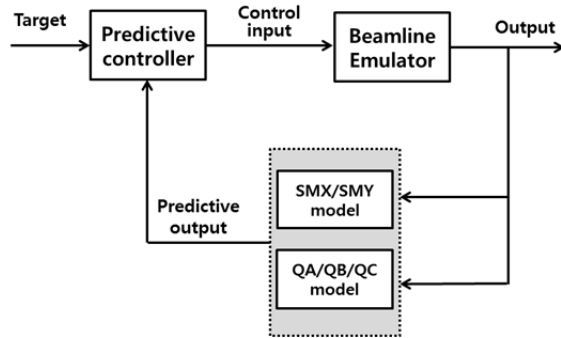 Target
Predictive
controller
Control
input
Beamline
Emulator
Output
SMX/SMY
model
Predictive
output
QA/QB/QC
model